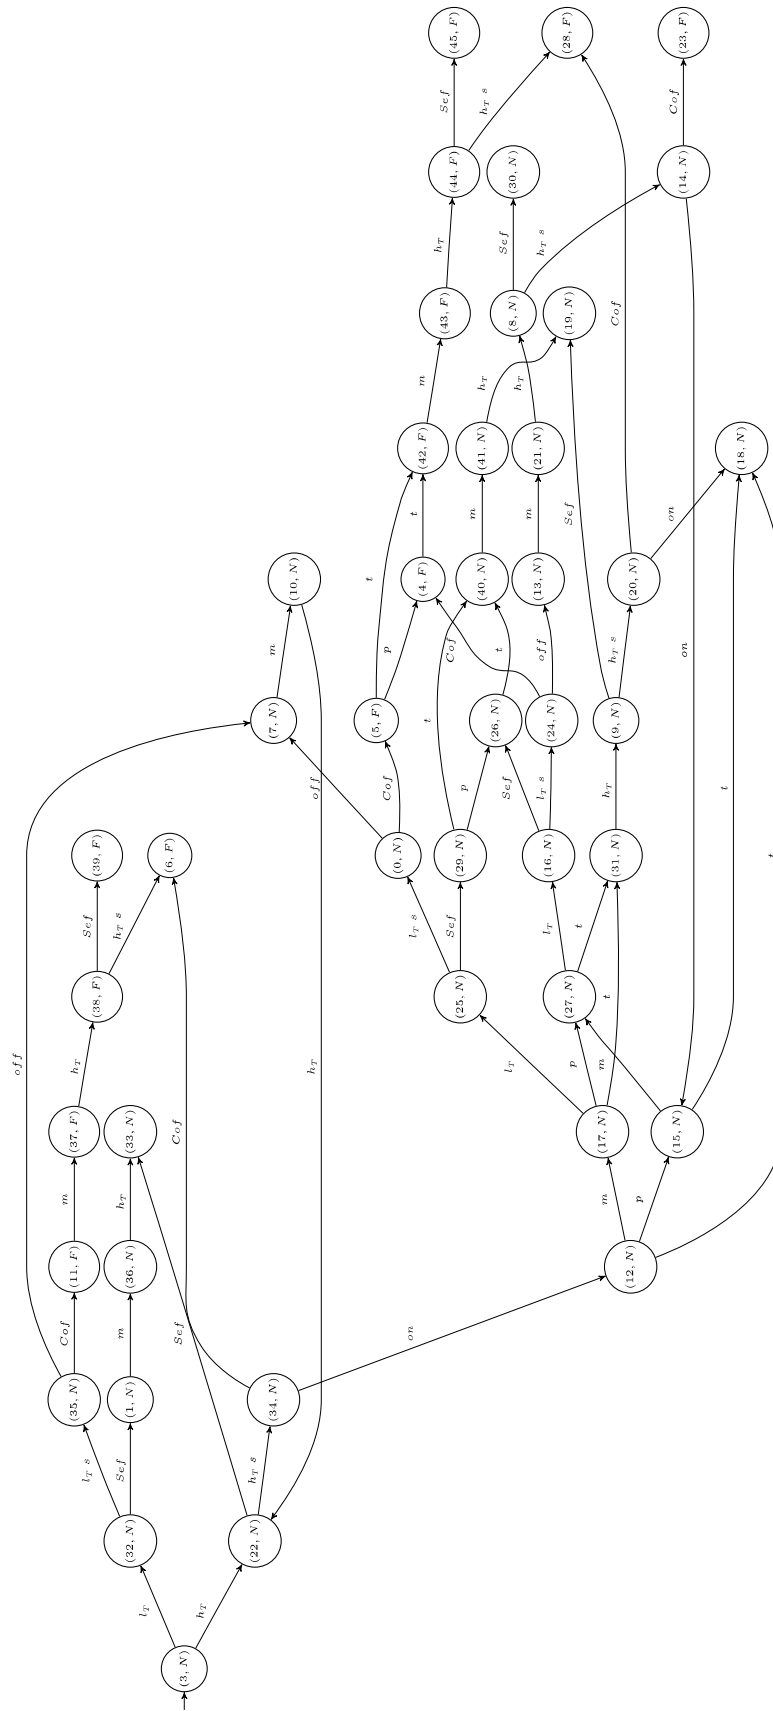 (45, F)
(28, F)
(23, F)
Sef
h_T s
Cof
(44, F)
(30, N)
(14, N)
h_T
Sef
h_T s
(43, F)
(8, N)
(19, N)
Cof
m
h_T
h_T
(42, F)
(41, N)
(21, N)
(18, N)
t
m
m
Sef
on
t
(10, N)
(4, F)
(40, N)
(13, N)
(20, N)
m
p
Cof
t
off
h_T s
on
(7, N)
(5, F)
(26, N)
(24, N)
(9, N)
t
off
Cof
p
Sef
l_T s
h_T
t
(39, F)
(6, F)
(0, N)
(29, N)
(16, N)
(31, N)
t
Sef
h_T s
l_T s
Sef
l_T
t
(38, F)
(25, N)
(27, N)
t
off
h_T
h_T
l_T
p
m
(37, F)
(33, N)
Cof
(17, N)
(15, N)
m
h_T
m
p
(11, F)
(36, N)
(12, N)
Cof
m
Sef
on
(35, N)
(1, N)
(34, N)
l_T s
Sef
h_T s
(32, N)
(22, N)
l_T
h_T
(3, N)